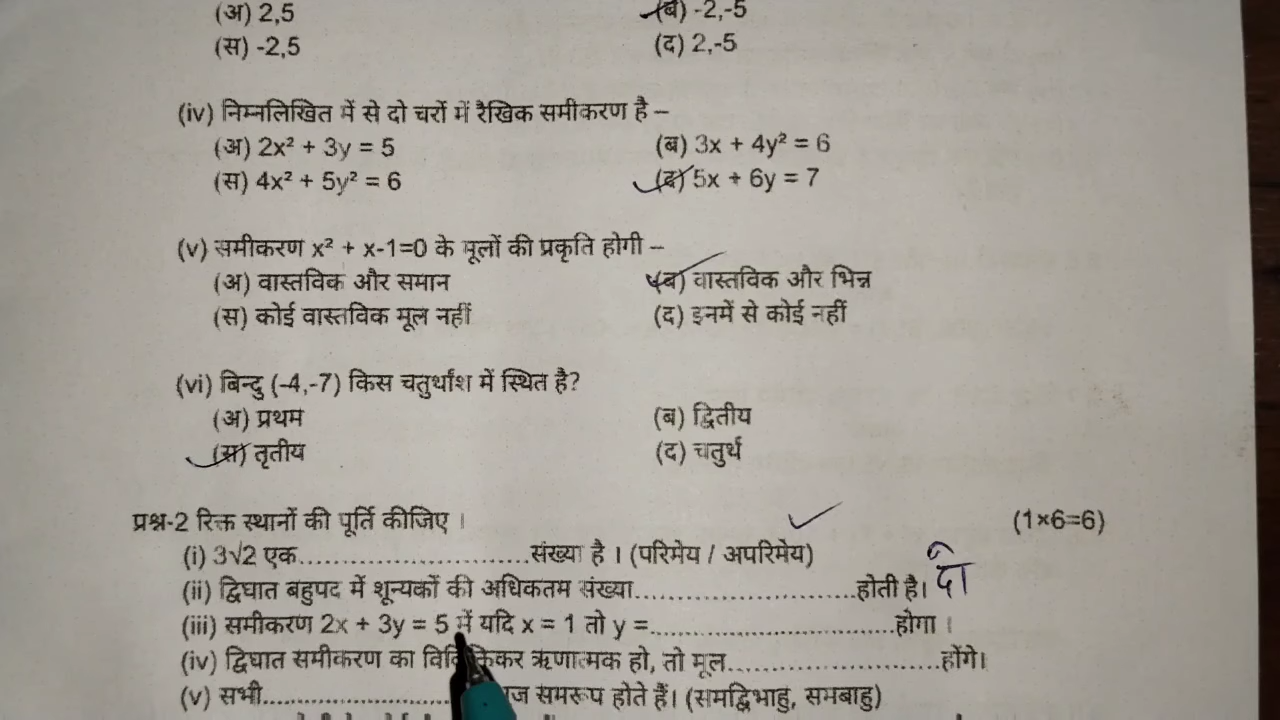 (अ) 2,5 (ब) -2,-5
(स) -2,5 (द) 2,-5
(iv) निम्नलिखित में से दो चरों में रैखिक समीकरण है –
(अ) 2x² + 3y = 5 (ब) 3x + 4y² = 6
(स) 4x² + 5y² = 6 (द) 5x + 6y = 7
(v) समीकरण x² + x-1=0 के मूलों की प्रकृति होगी –
(अ) वास्तविक और समान (ब) वास्तविक और भिन्न
(स) कोई वास्तविक मूल नहीं (द) इनमें से कोई नहीं
(vi) बिन्दु (-4,-7) किस चतुर्थांश में स्थित है?
(अ) प्रथम (ब) द्वितीय
(स) तृतीय (द) चतुर्थ
प्रश्न-2 रिक्त स्थानों की पूर्ति कीजिए । (1×6=6)
(i) 3√2 एक............................संख्या है । (परिमेय / अपरिमेय)
(ii) द्विघात बहुपद में शून्यकों की अधिकतम संख्या............................होती है। दो
(iii) समीकरण 2x + 3y = 5 में यदि x = 1 तो y =..............................होगा ।
(iv) द्विघात समीकरण का ऋणात्मक हो, तो मूल..........................होंगे।
(v) सभी........................ समरूप होते हैं। (समद्विभाहु, समबाहु)